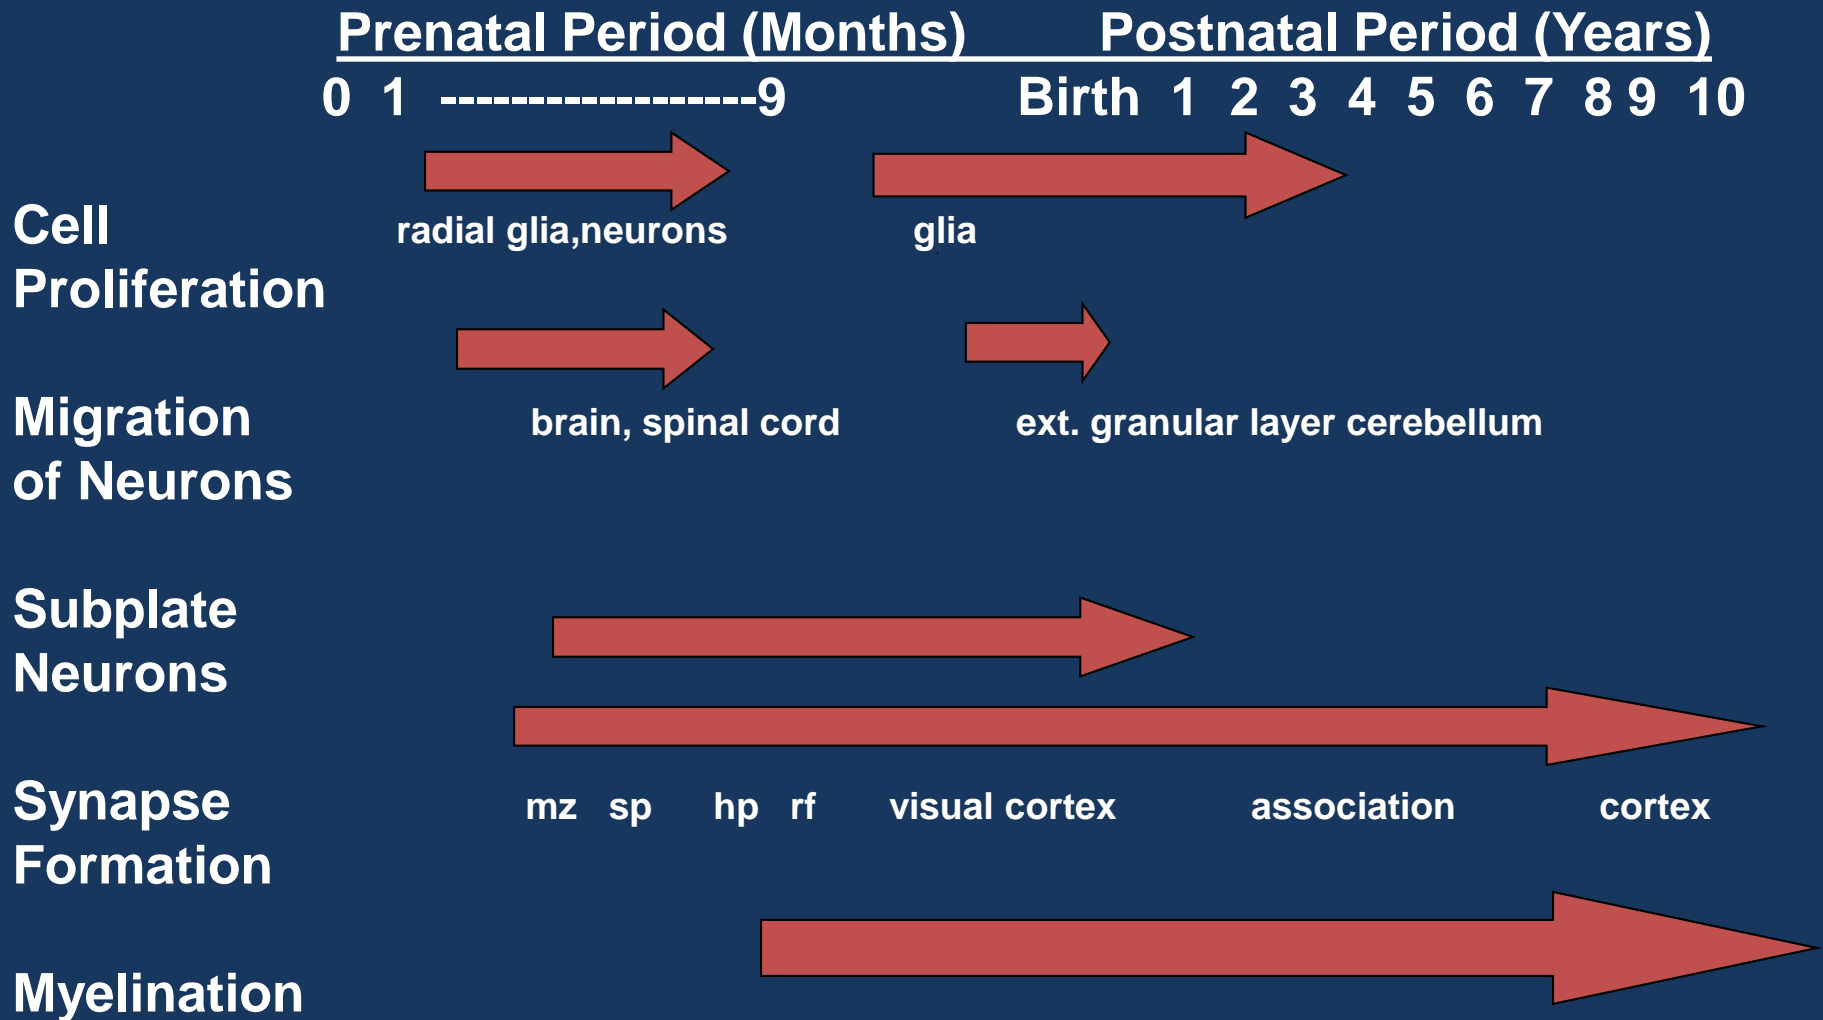 Prenatal Period (Months) Postnatal Period (Years)
0 1 ------------------9 Birth 1 2 3 4 5 6 7 8 9 10
Cell
Proliferation
radial glia,neurons glia
Migration
of Neurons
brain, spinal cord ext. granular layer cerebellum
Subplate
Neurons
Synapse
Formation
mz sp hp rf visual cortex association cortex
Myelination